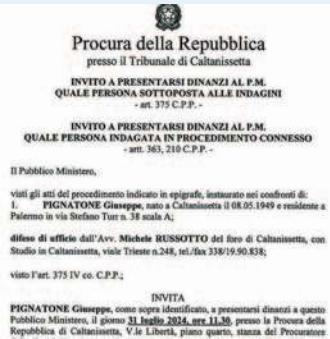 Procura della Repubblica
presso il Tribunale di Caltanissetta
INVITO A PRESENTARSI DINANZI AL P.M.
QUALE PERSONA SOTTOPOSTA ALLE INDAGINI
- art. 375 C.P.P. -
INVITO A PRESENTARSI DINANZI AL P.M.
QUALE PERSONA INDAGATA IN PROCEDIMENTO CONNESSO
- artt. 363, 210 C.P.P. -
Il Pubblico Ministero,
visti gli atti del procedimento indicato in epigrafe, instaurato nei confronti di:
1. PIGNATONE Giuseppe, nato a Caltanissetta il 08.05.1949 e residente a
Palermo in via Stefano Turr n. 38 scala A;
difeso di ufficio dall'Avv. Michele RUSSOTTO del foro di Caltanissetta, con
Studio in Caltanissetta, viale Trieste n.248, tel./fax 338/19.90.838;
visto l'art. 375 IV co. C.P.P.;
INVITA
PIGNATONE Giuseppe, come sopra identificato, a presentarsi dinanzi a questo
Pubblico Ministero, il giorno 31 luglio 2024, ore 11.30, presso la Procura della
Repubblica di Caltanissetta, V.le Libertà, piano quarto, stanza del Procuratore